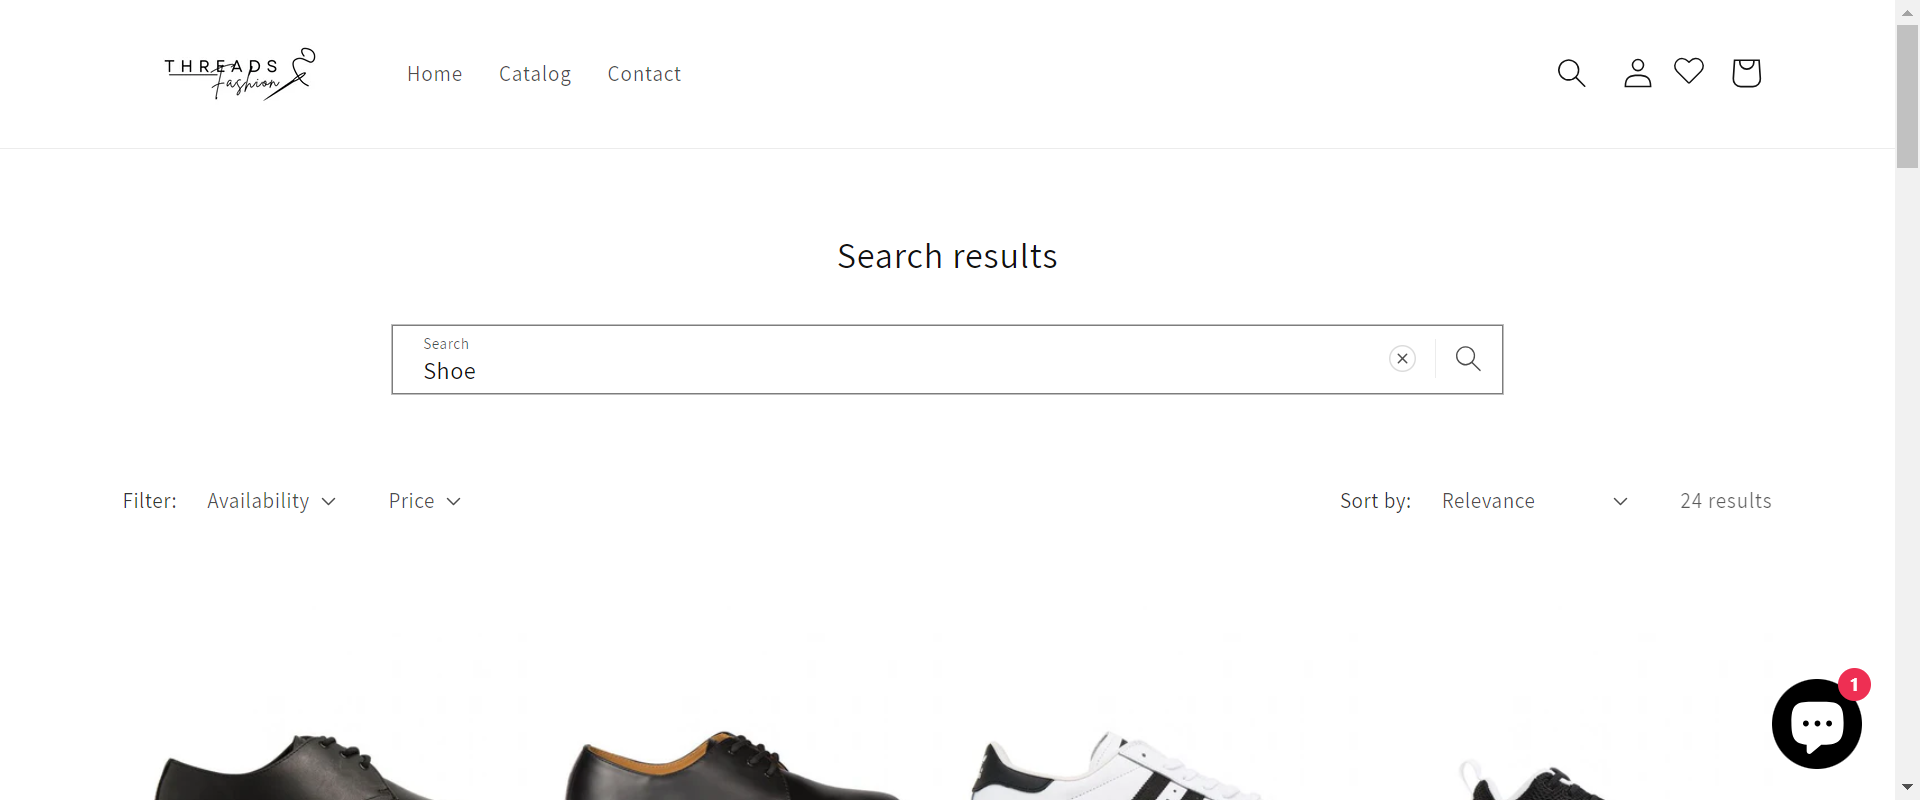 THREADS
Fashion
Home
Catalog
Contact
Search results
Search
Shoe
Filter:
Availability
Price
Sort by:
Relevance
24 results
1